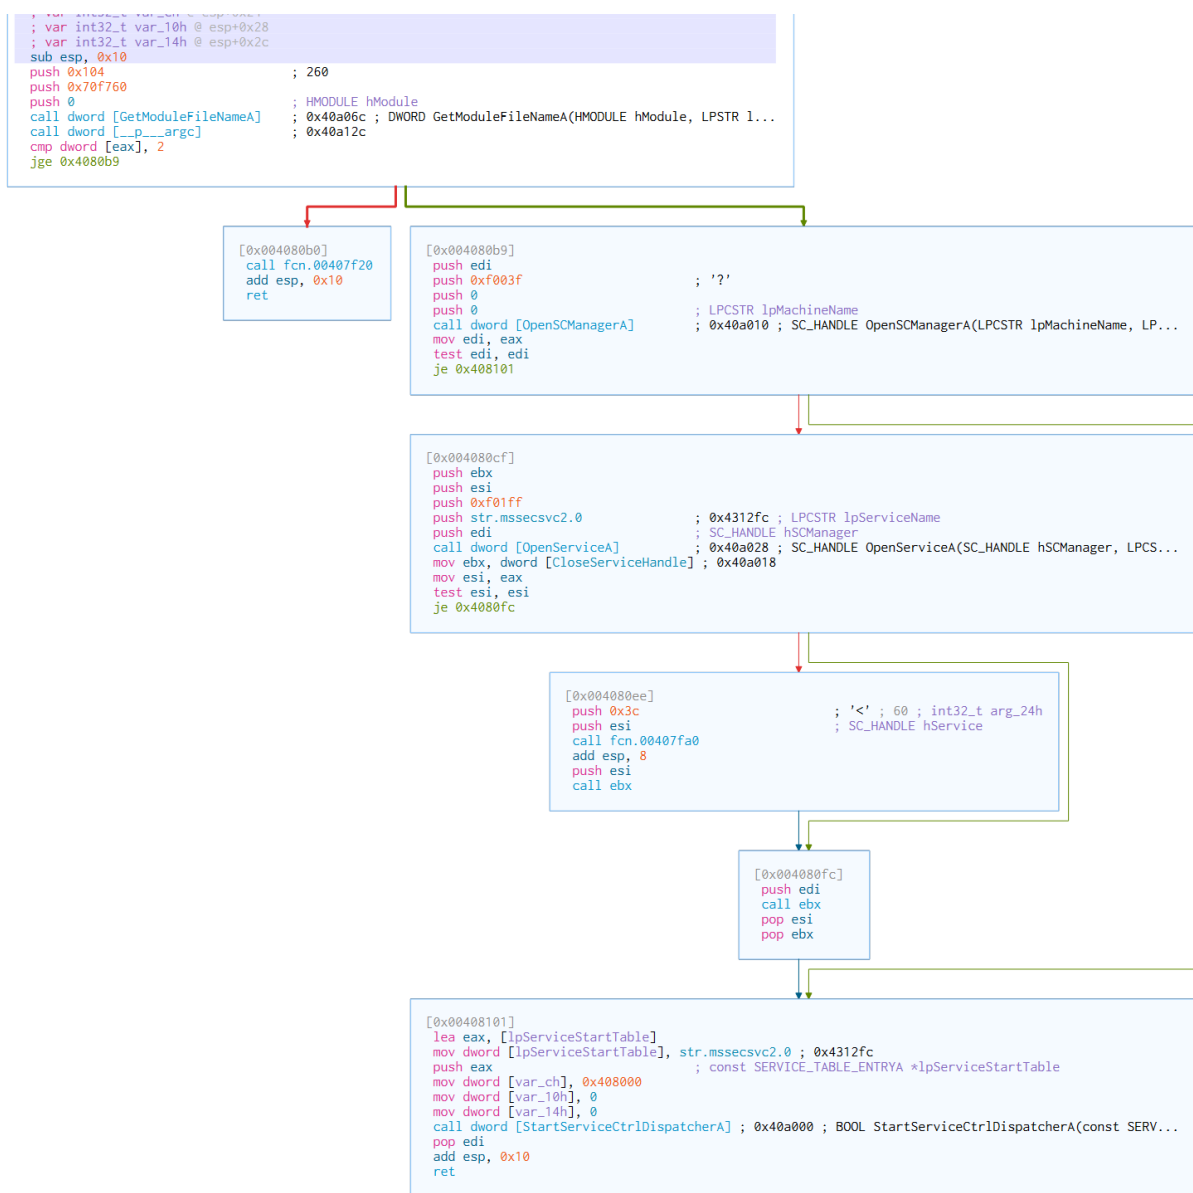 ; var int32_t var_ch @ esp+0x24
; var int32_t var_10h @ esp+0x28
; var int32_t var_14h @ esp+0x2c
sub esp, 0x10
push 0x104 ; 260
push 0x70f760
push 0 ; HMODULE hModule
call dword [GetModuleFileNameA] ; 0x40a06c ; DWORD GetModuleFileNameA(HMODULE hModule, LPSTR l...
call dword [__p___argc] ; 0x40a12c
cmp dword [eax], 2
jge 0x4080b9
[0x004080b0]
call fcn.00407f20
add esp, 0x10
ret
[0x004080b9]
push edi
push 0xf003f ; '?'
push 0
push 0 ; LPCSTR lpMachineName
call dword [OpenSCManagerA] ; 0x40a010 ; SC_HANDLE OpenSCManagerA(LPCSTR lpMachineName, LP...
mov edi, eax
test edi, edi
je 0x408101
[0x004080cf]
push ebx
push esi
push 0xf01ff
push str.mssecsvc2.0 ; 0x4312fc ; LPCSTR lpServiceName
push edi ; SC_HANDLE hSCManager
call dword [OpenServiceA] ; 0x40a028 ; SC_HANDLE OpenServiceA(SC_HANDLE hSCManager, LPCS...
mov ebx, dword [CloseServiceHandle] ; 0x40a018
mov esi, eax
test esi, esi
je 0x4080fc
[0x004080ee]
push 0x3c ; '<' ; 60 ; int32_t arg_24h
push esi ; SC_HANDLE hService
call fcn.00407fa0
add esp, 8
push esi
call ebx
[0x004080fc]
push edi
call ebx
pop esi
pop ebx
[0x00408101]
lea eax, [lpServiceStartTable]
mov dword [lpServiceStartTable], str.mssecsvc2.0 ; 0x4312fc
push eax ; const SERVICE_TABLE_ENTRYA *lpServiceStartTable
mov dword [var_ch], 0x408000
mov dword [var_10h], 0
mov dword [var_14h], 0
call dword [StartServiceCtrlDispatcherA] ; 0x40a000 ; BOOL StartServiceCtrlDispatcherA(const SERV...
pop edi
add esp, 0x10
ret